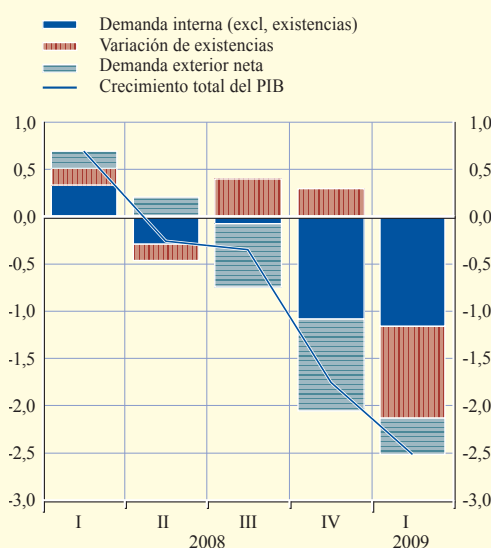 Demanda interna (excl, existencias)
Variación de existencias
Demanda exterior neta
Crecimiento total del PIB
1,0 1,0
0,5 0,5
0,0 0,0
-0,5 -0,5
-1,0 -1,0
-1,5 -1,5
-2,0 -2,0
-2,5 -2,5
-3,0 -3,0
I II III IV I
2008 2009